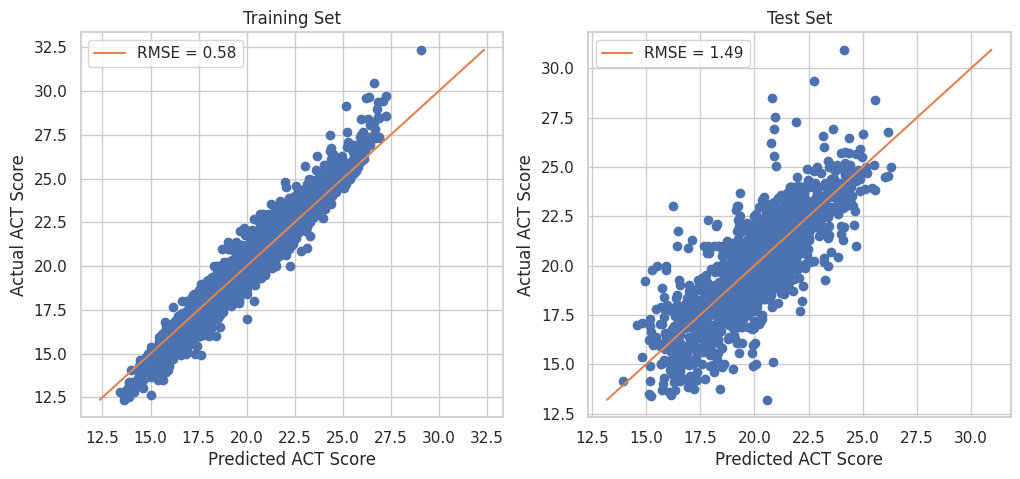 Training Set
RMSE = 0.58
32.5
30.0
27.5
25.0
22.5
20.0
17.5
15.0
12.5
Actual ACT Score
12.5 15.0 17.5 20.0 22.5 25.0 27.5 30.0 32.5
Predicted ACT Score
Test Set
RMSE = 1.49
30.0
27.5
25.0
22.5
20.0
17.5
15.0
12.5
Actual ACT Score
12.5 15.0 17.5 20.0 22.5 25.0 27.5 30.0
Predicted ACT Score